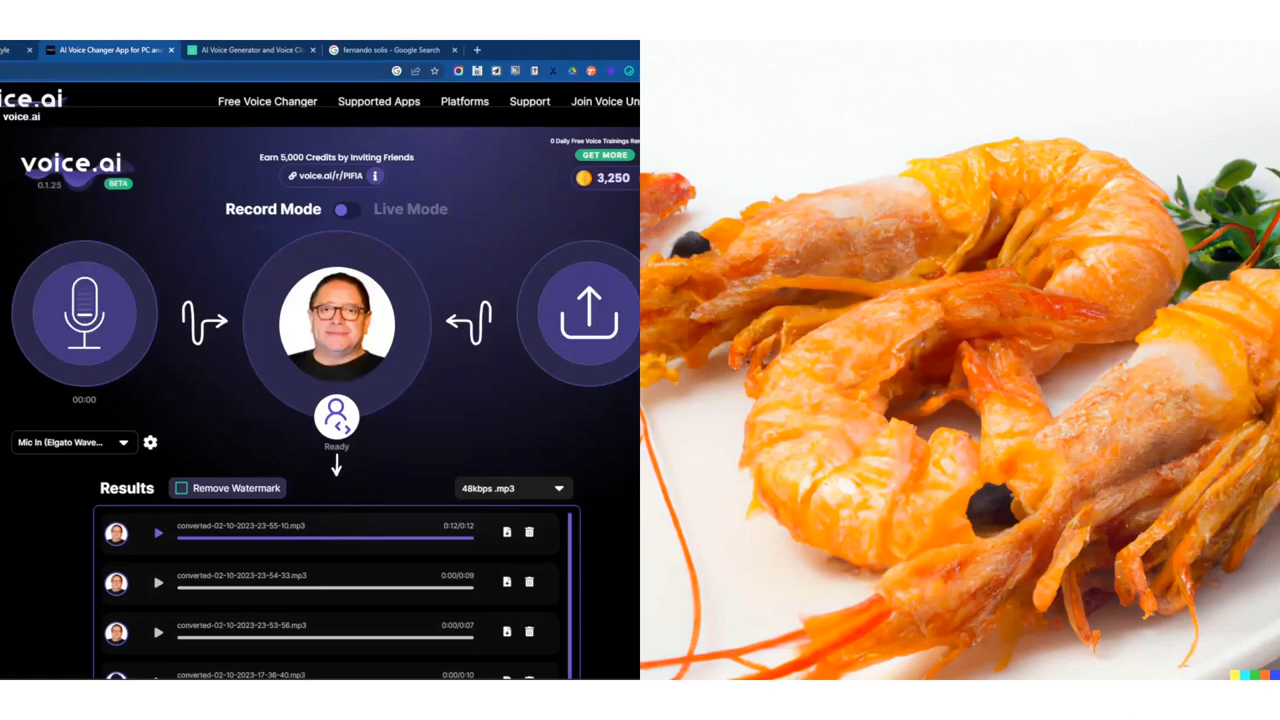 AI Voice Changer App for PC and
AI Voice Generator and Voice Cl
fernando solis - Google Search
ice.ai
voice.ai
Free Voice Changer
Supported Apps
Platforms
Support
Join Voice Un
voice.ai
0.1.25
BETA
Earn 5,000 Credits by Inviting Friends
voice.ai/r/PIFIA
0 Daily Free Voice Trainings Re
GET MORE
3,250
Record Mode
Live Mode
00:00
Mic In (Elgato Wave...
Ready
Results
Remove Watermark
48kbps .mp3
converted-02-10-2023-23-55-10.mp3
0:12/0:12
converted-02-10-2023-23-54-33.mp3
0:00/0:09
converted-02-10-2023-23-53-56.mp3
0:00/0:07
converted-02-10-2023-17-36-40.mp3
0:00/0:10